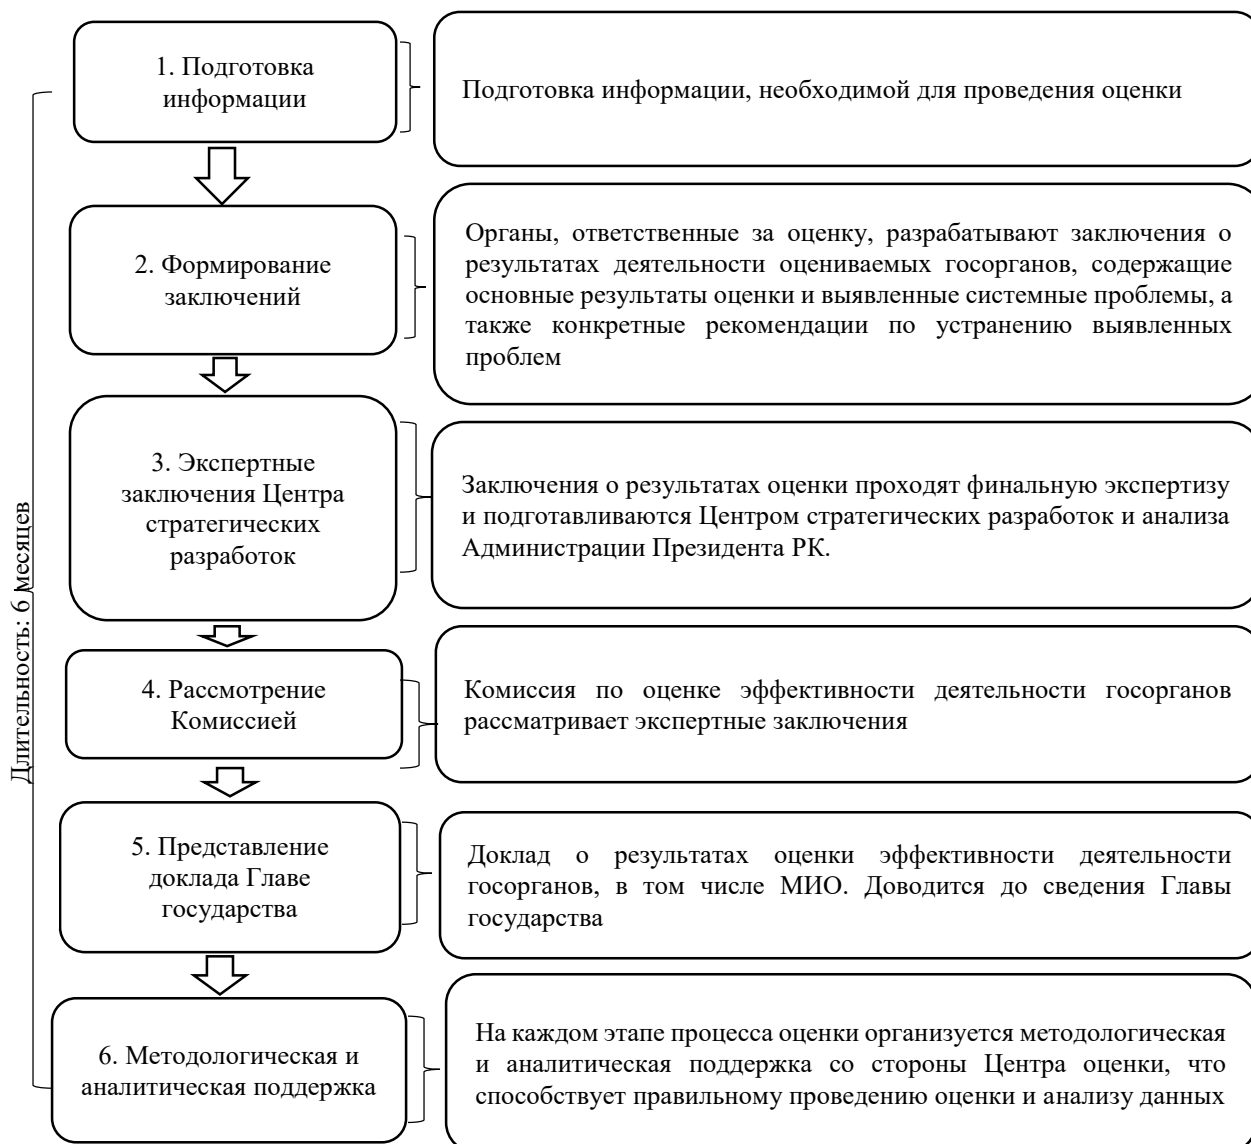 1. Подготовка
информации
Подготовка информации, необходимой для проведения оценки
2. Формирование
заключений
Органы, ответственные за оценку, разрабатывают заключения о
результатах деятельности оцениваемых госорганов, содержащие
основные результаты оценки и выявленные системные проблемы, а
также конкретные рекомендации по устранению выявленных
проблем
3. Экспертные
заключения Центра
стратегических
разработок
Заключения о результатах оценки проходят финальную экспертизу
и подготавливаются Центром стратегических разработок и анализа
Администрации Президента РК.
Длительность: 6 месяцев
4. Рассмотрение
Комиссией
Комиссия по оценке эффективности деятельности госорганов
рассматривает экспертные заключения
5. Представление
доклада Главе
государства
Доклад о результатах оценки эффективности деятельности
госорганов, в том числе МИО. Доводится до сведения Главы
государства
6. Методологическая и
аналитическая поддержка
На каждом этапе процесса оценки организуется методологическая
и аналитическая поддержка со стороны Центра оценки, что
способствует правильному проведению оценки и анализу данных